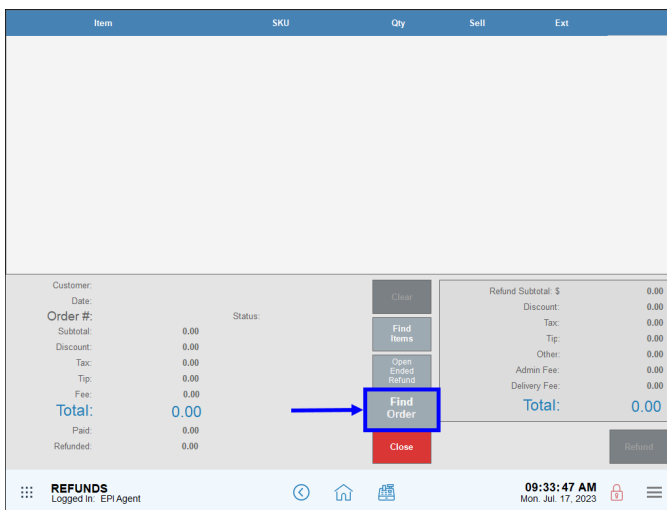 Item SKU Qty Sell Ext
Customer:
Date:
Order #: Status:
Subtotal: 0.00
Discount: 0.00
Tax: 0.00
Tip: 0.00
Fee: 0.00
Total: 0.00
Paid: 0.00
Refunded: 0.00
Clear
Find
Items
Open
Ended
Refund
Find
Order
Close
Refund Subtotal: $ 0.00
Discount: 0.00
Tax: 0.00
Tip: 0.00
Other: 0.00
Admin Fee: 0.00
Delivery Fee: 0.00
Total: 0.00
Refund
REFUNDS
Logged In: EPI Agent
09:33:47 AM
Mon. Jul. 17, 2023